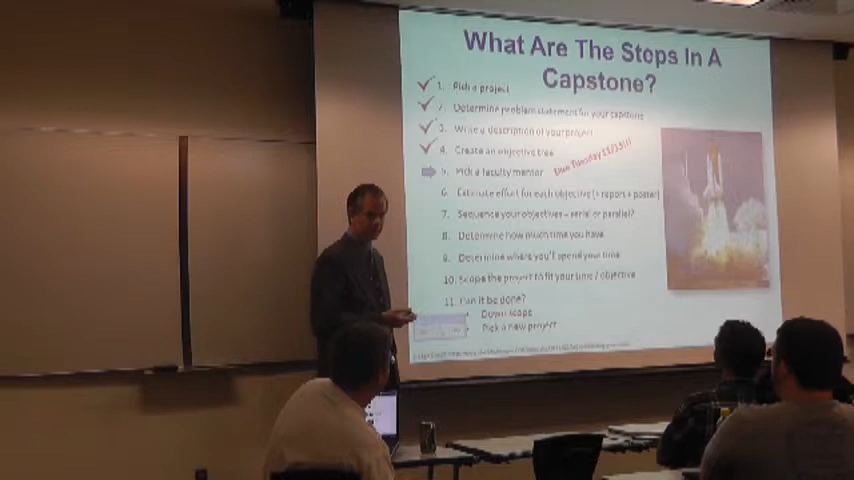 What Are The Steps In A
Capstone?
1. Pick a project
2. Determine problem statement for your capstone
3. Write a description of your project
4. Create an objective tree
5. Pick a faculty mentor
Due Tuesday 11/13!!!
6. Estimate effort for each objective (+ report + poster)
7. Sequence your objectives – serial or parallel?
8. Determine how much time you have
9. Determine where you'll spend your time
10. Scope the project to fit your time / objective
11. Can it be done?
Down scope
Pick a new project